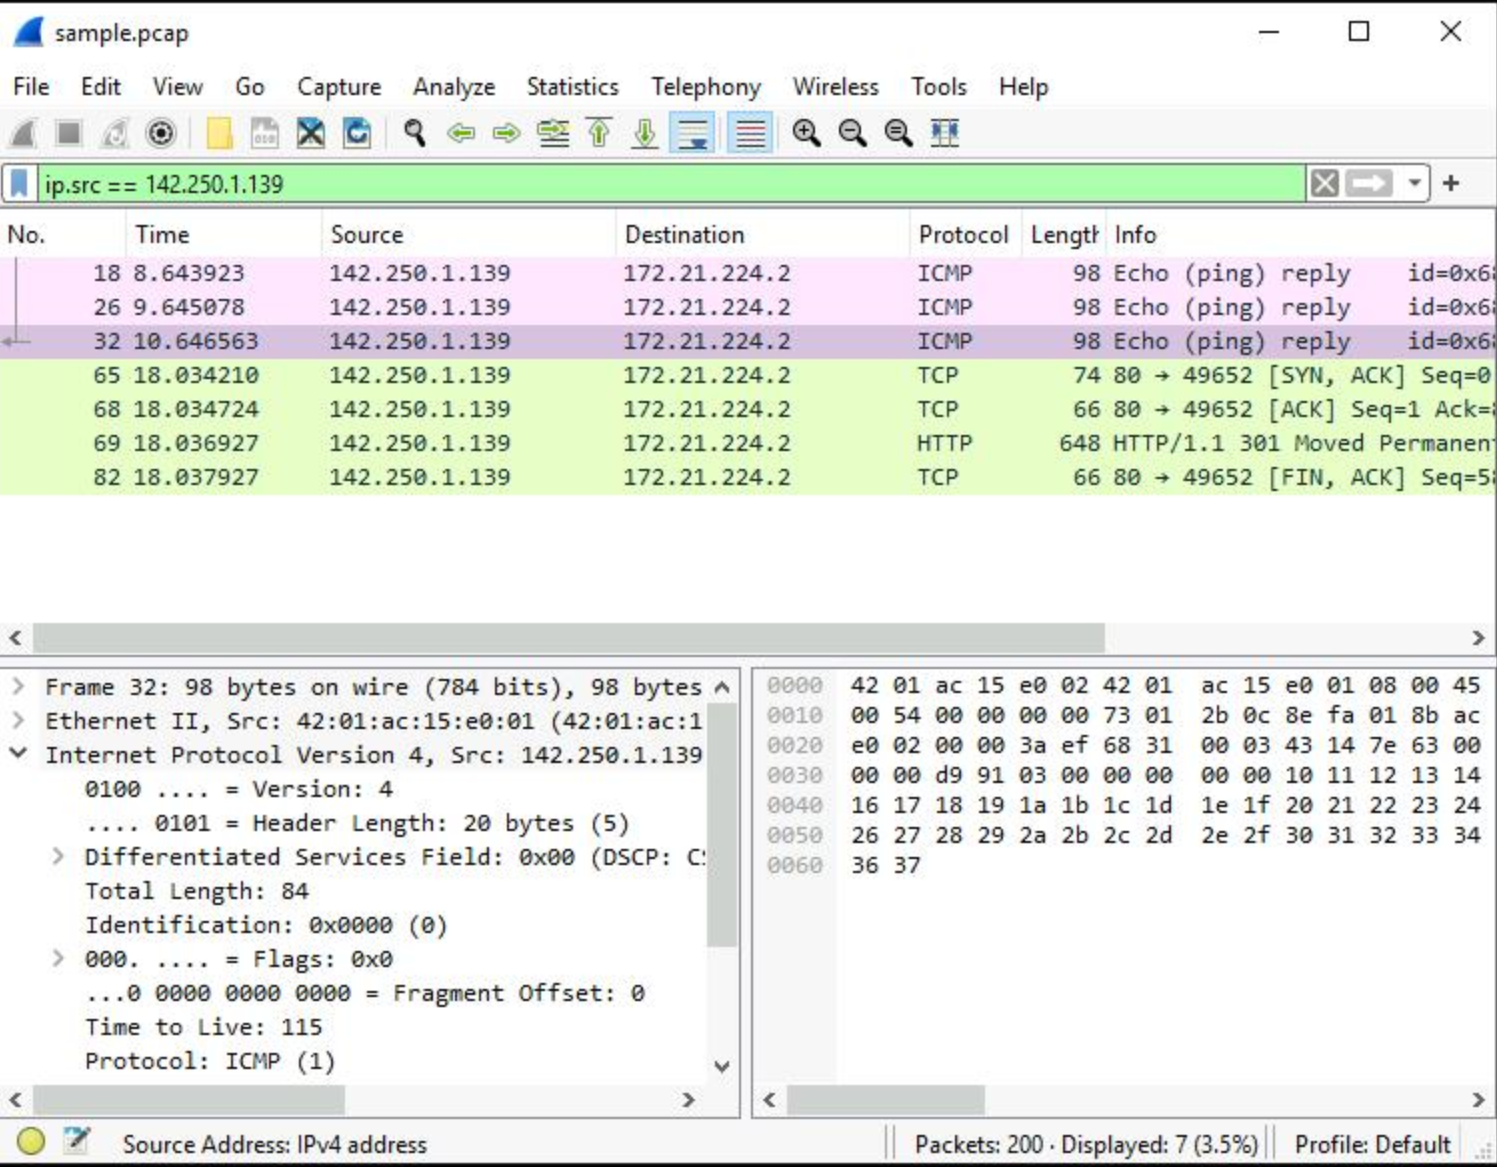 sample.pcap
File Edit View Go Capture Analyze Statistics Telephony Wireless Tools Help
ip.src == 142.250.1.139
No. Time Source Destination Protocol Length Info
18 8.643923 142.250.1.139 172.21.224.2 ICMP 98 Echo (ping) reply id=0x68
26 9.645078 142.250.1.139 172.21.224.2 ICMP 98 Echo (ping) reply id=0x68
32 10.646563 142.250.1.139 172.21.224.2 ICMP 98 Echo (ping) reply id=0x68
65 18.034210 142.250.1.139 172.21.224.2 TCP 74 80 → 49652 [SYN, ACK] Seq=0
68 18.034724 142.250.1.139 172.21.224.2 TCP 66 80 → 49652 [ACK] Seq=1 Ack=
69 18.036927 142.250.1.139 172.21.224.2 HTTP 648 HTTP/1.1 301 Moved Permanen
82 18.037927 142.250.1.139 172.21.224.2 TCP 66 80 → 49652 [FIN, ACK] Seq=58
Frame 32: 98 bytes on wire (784 bits), 98 bytes
Ethernet II, Src: 42:01:ac:15:e0:01 (42:01:ac:1
Internet Protocol Version 4, Src: 142.250.1.139
0100 .... = Version: 4
.... 0101 = Header Length: 20 bytes (5)
Differentiated Services Field: 0x00 (DSCP: CS
Total Length: 84
Identification: 0x0000 (0)
000. .... = Flags: 0x0
...0 0000 0000 0000 = Fragment Offset: 0
Time to Live: 115
Protocol: ICMP (1)
0000 42 01 ac 15 e0 02 42 01 ac 15 e0 01 08 00 45
0010 00 54 00 00 00 00 73 01 2b 0c 8e fa 01 8b ac
0020 e0 02 00 00 3a ef 68 31 00 03 43 14 7e 63 00
0030 00 00 d9 91 03 00 00 00 00 00 10 11 12 13 14
0040 16 17 18 19 1a 1b 1c 1d 1e 1f 20 21 22 23 24
0050 26 27 28 29 2a 2b 2c 2d 2e 2f 30 31 32 33 34
0060 36 37
Source Address: IPv4 address
Packets: 200 · Displayed: 7 (3.5%)
Profile: Default